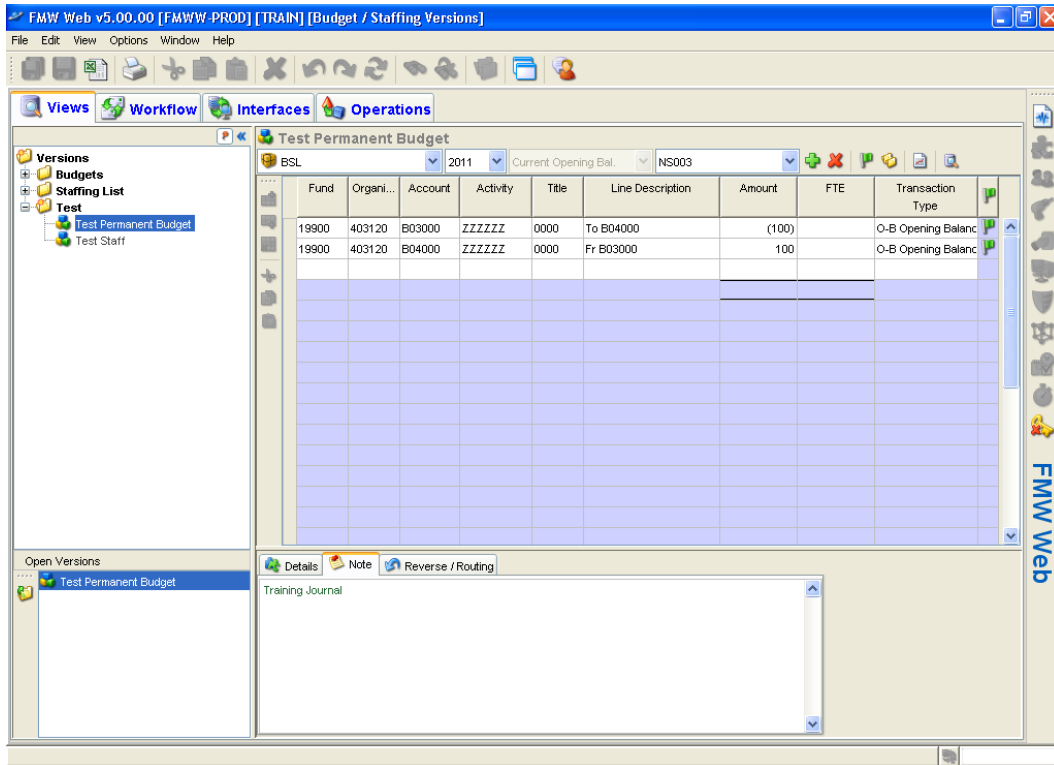 FMW Web v5.00.00 [FMWW-PROD] [TRAIN] [Budget / Staffing Versions]
File Edit View Options Window Help
Views Workflow Interfaces Operations
P «
Versions
Budgets
Staffing List
Test
Test Permanent Budget
Test Staff
Test Permanent Budget
BSL 2011 Current Opening Bal. NS003
Fund Organi... Account Activity Title Line Description Amount FTE Transaction Type
19900 403120 B03000 ZZZZZZ 0000 To B04000 (100) O-B Opening Balanc
19900 403120 B04000 ZZZZZZ 0000 Fr B03000 100 O-B Opening Balanc
Open Versions
Test Permanent Budget
Details Note Reverse / Routing
Training Journal
FMW Web